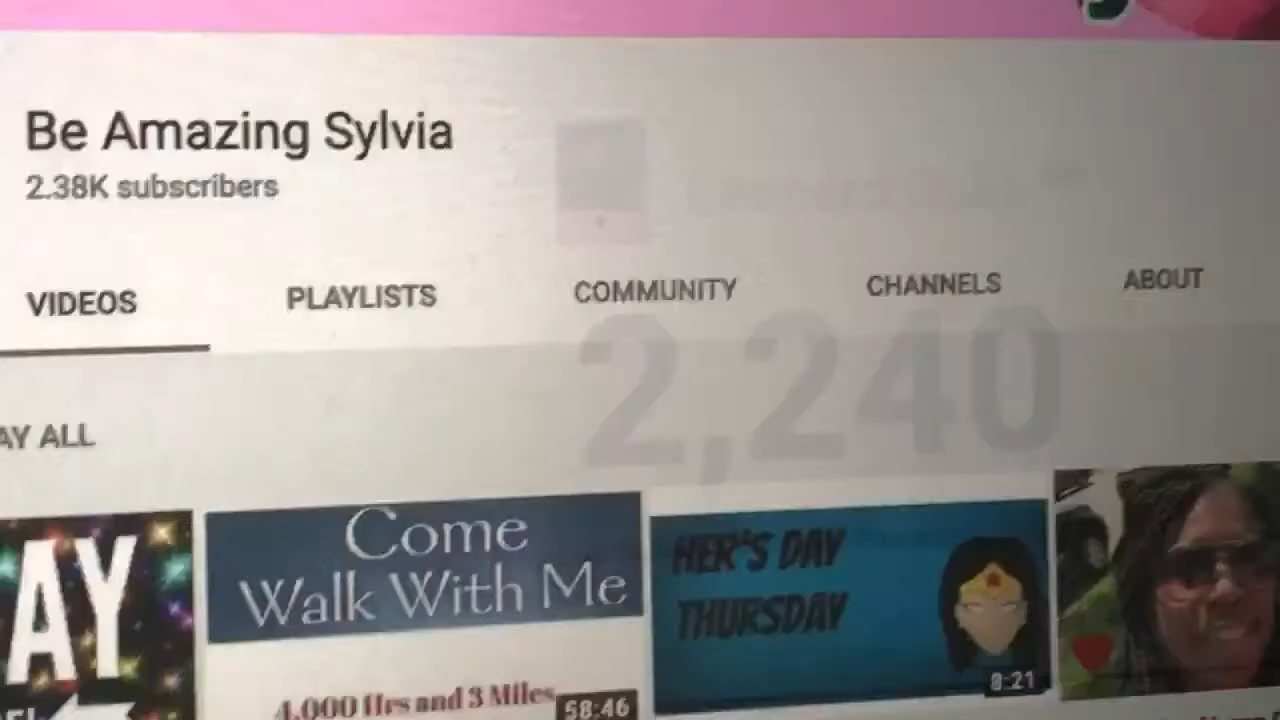 Be Amazing Sylvia
2.38K subscribers
VIDEOS PLAYLISTS COMMUNITY CHANNELS ABOUT
2,240
AY ALL
AY
Come
Walk With Me
4,000 Hrs and 3 Miles
58:46
HER'S DAY
THURSDAY
8:21